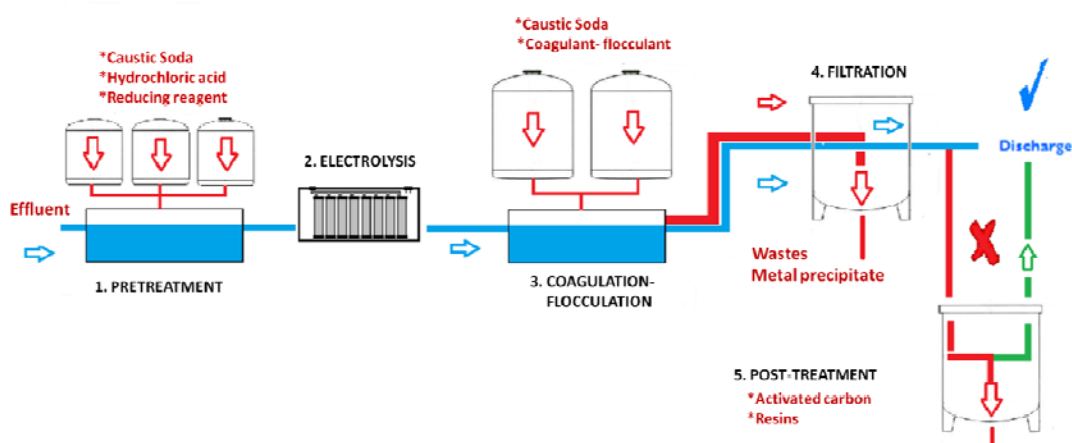 *Caustic Soda
*Hydrochloric acid
*Reducing reagent
Effluent
1. PRETREATMENT
2. ELECTROLYSIS
*Caustic Soda
*Coagulant- flocculant
3. COAGULATION-
FLOCCULATION
4. FILTRATION
Wastes
Metal precipitate
Discharge
5. POST-TREATMENT
*Activated carbon
*Resins